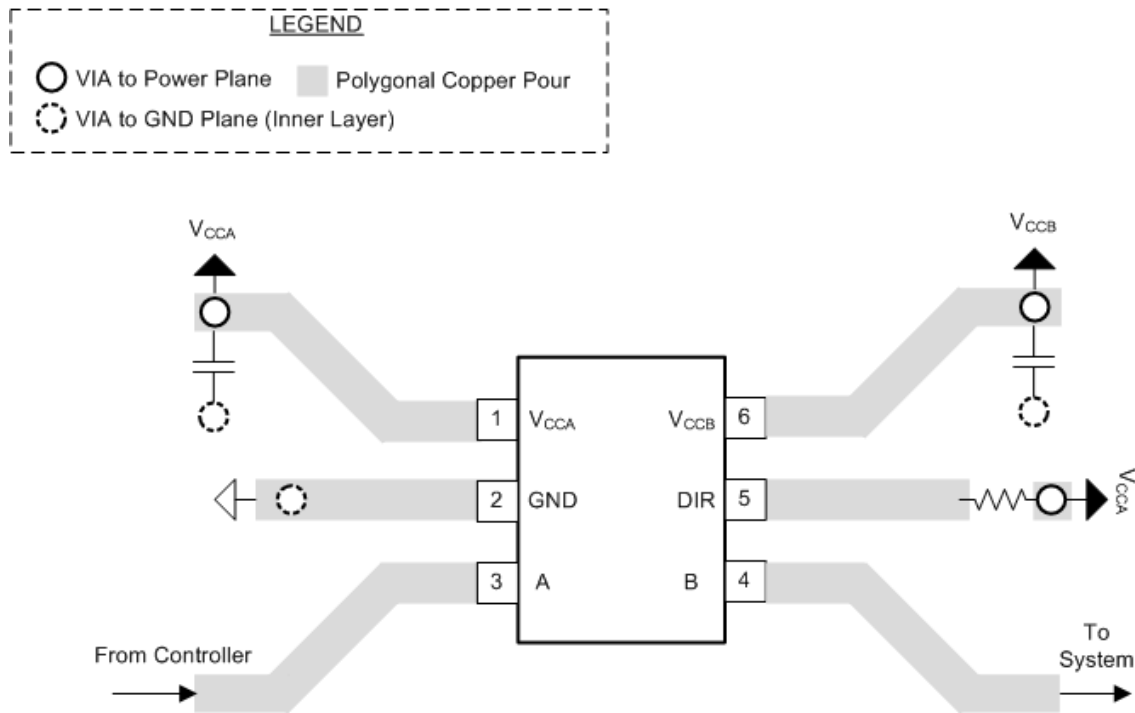 LEGEND
VIA to Power Plane
Polygonal Copper Pour
VIA to GND Plane (Inner Layer)
VCCA
VCCB
1 VCCA
VCCB 6
2 GND
DIR 5
VCCA
3 A
B 4
From Controller
To
System